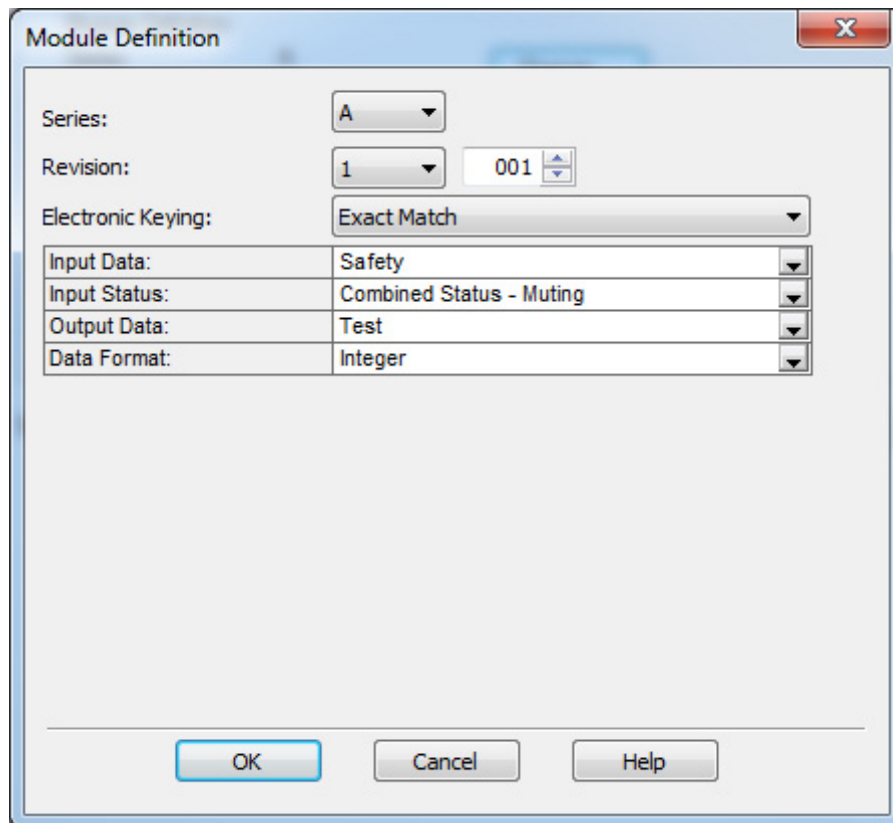 Module Definition
Series: A
Revision: 1 001
Electronic Keying: Exact Match
Input Data: Safety
Input Status: Combined Status - Muting
Output Data: Test
Data Format: Integer
OK Cancel Help